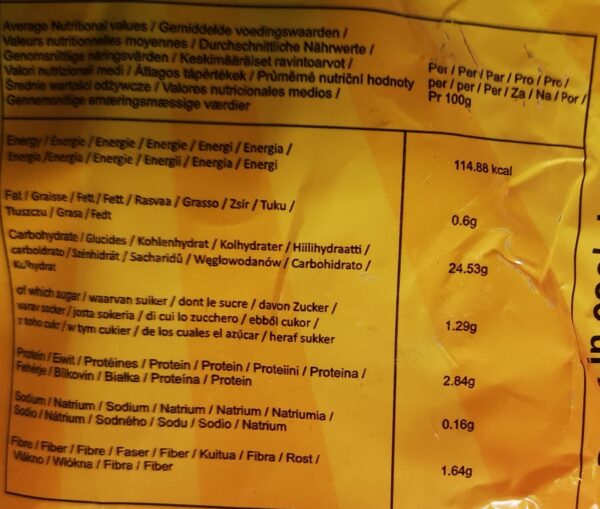 Average Nutritional values / Gemiddelde voedingswaarden /
Valeurs nutritionnelles moyennes / Durchschnittliche Nährwerte /
Genomsnittliga näringsvärden / Keskimääräiset ravintoarvot /
Valori nutrizionali medi / Átlagos tápértékek / Průměrné nutriční hodnoty
Średnie wartości odżywcze / Valores nutricionales medios /
Gennemsnitlige ernæringsmæssige værdier
Per / Per / Par / Pro / Pro /
per / per / Per / Za / Na / Por /
Pr 100g
Energy / Énergie / Energie / Energie / Energi / Energia /
Energia / Energia / Energie / Energii / Energía / Energi
114.88 kcal
Fat / Graisse / Fett / Fett / Rasvaa / Grasso / Zsír / Tuku /
Tłuszczu / Grasa / Fedt
0.6g
Carbohydrate / Glucides / Kohlenhydrat / Kolhydrater / Hiilihydraatti /
carboidrato / Szénhidrát / Sacharidů / Węglowodanów / Carbohidrato /
Kulhydrat
24.53g
of which sugar / waarvan suiker / dont le sucre / davon Zucker /
varav socker / josta sokeria / di cui lo zucchero / ebből cukor /
z toho cukr / w tym cukier / de los cuales el azúcar / heraf sukker
1.29g
Protein / Eiwit / Protéines / Protein / Protein / Proteiini / Proteina /
Fehérje / Bílkovin / Białka / Proteína / Protein
2.84g
Sodium / Natrium / Sodium / Natrium / Natrium / Natriumia /
Sodio / Nátrium / Sodného / Sodu / Sodio / Natrium
0.16g
Fibre / Fiber / Fibre / Faser / Fiber / Kuitua / Fibra / Rost /
Vlákno / Włókna / Fibra / Fiber
1.64g